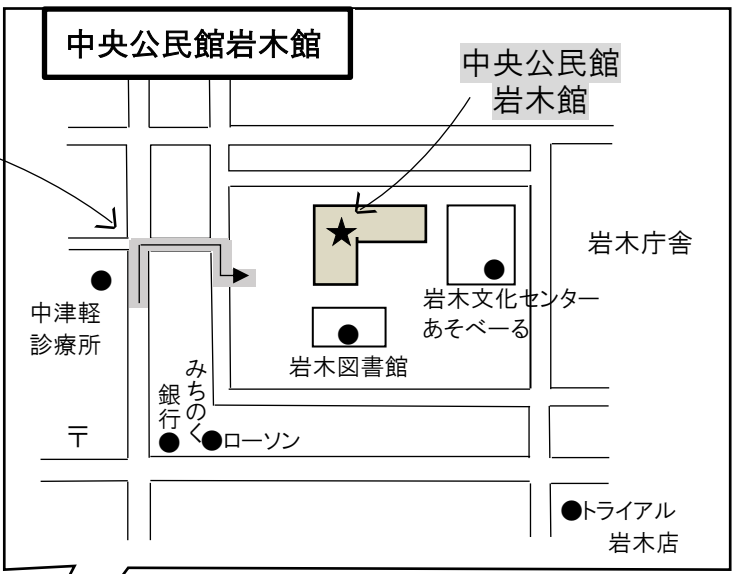 中央公民館岩木館
中央公民館
岩木館
岩木庁舎
岩木文化センター
あそべーる
中津軽
診療所
岩木図書館
みちのく
銀行
〒
ローソン
トライアル
岩木店